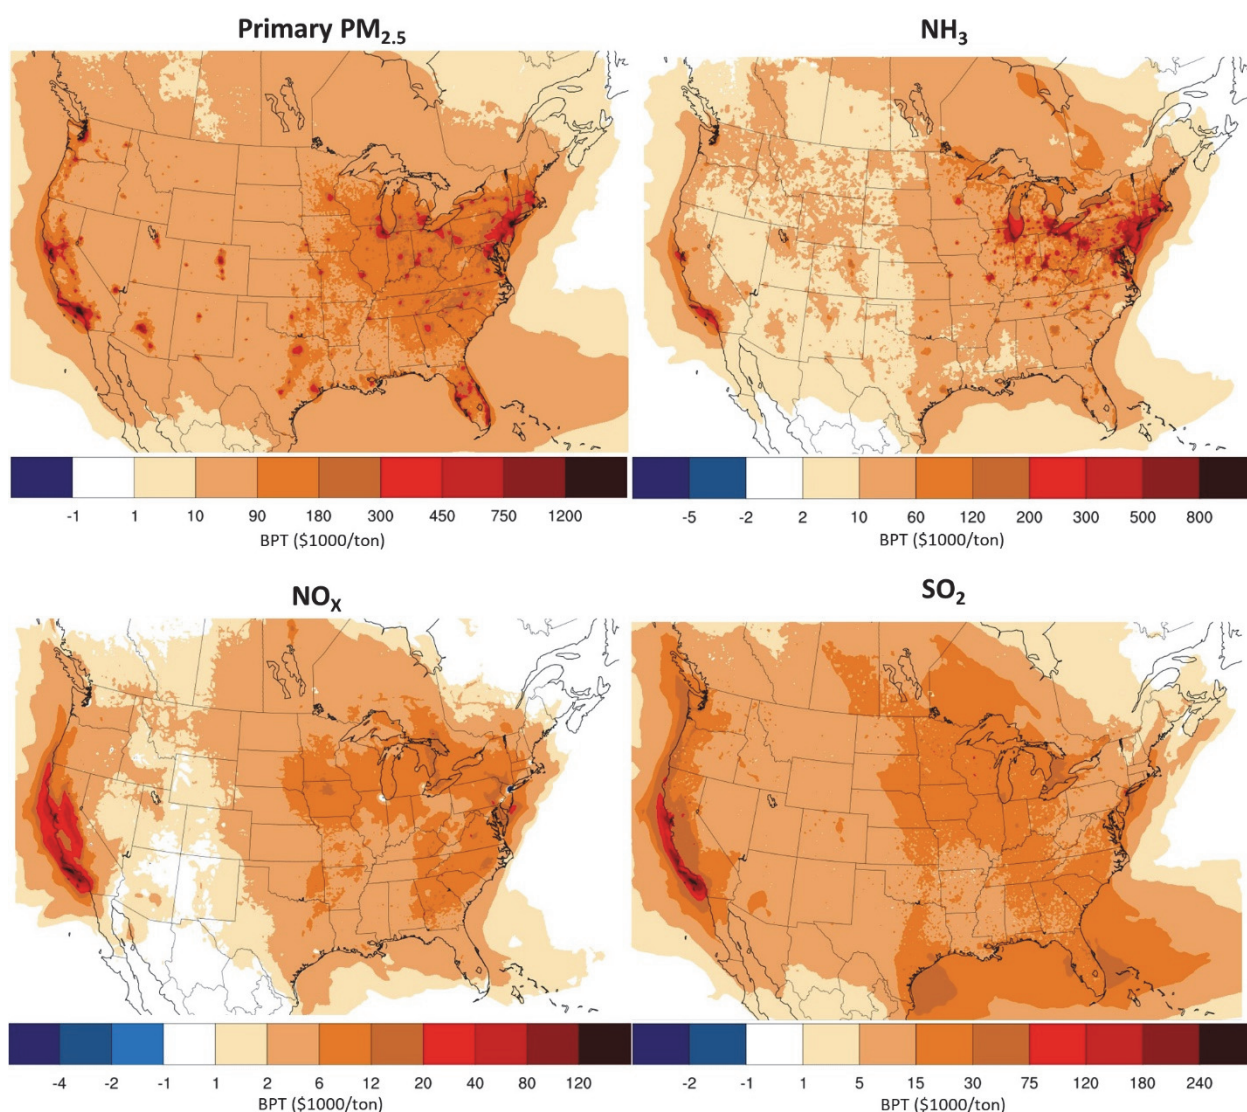 Primary PM2.5
NH3
-1 1 10 90 180 300 450 750 1200
BPT ($1000/ton)
-5 -2 2 10 60 120 200 300 500 800
BPT ($1000/ton)
NOX
SO2
-4 -2 -1 1 2 6 12 20 40 80 120
BPT ($1000/ton)
-2 -1 1 5 15 30 75 120 180 240
BPT ($1000/ton)